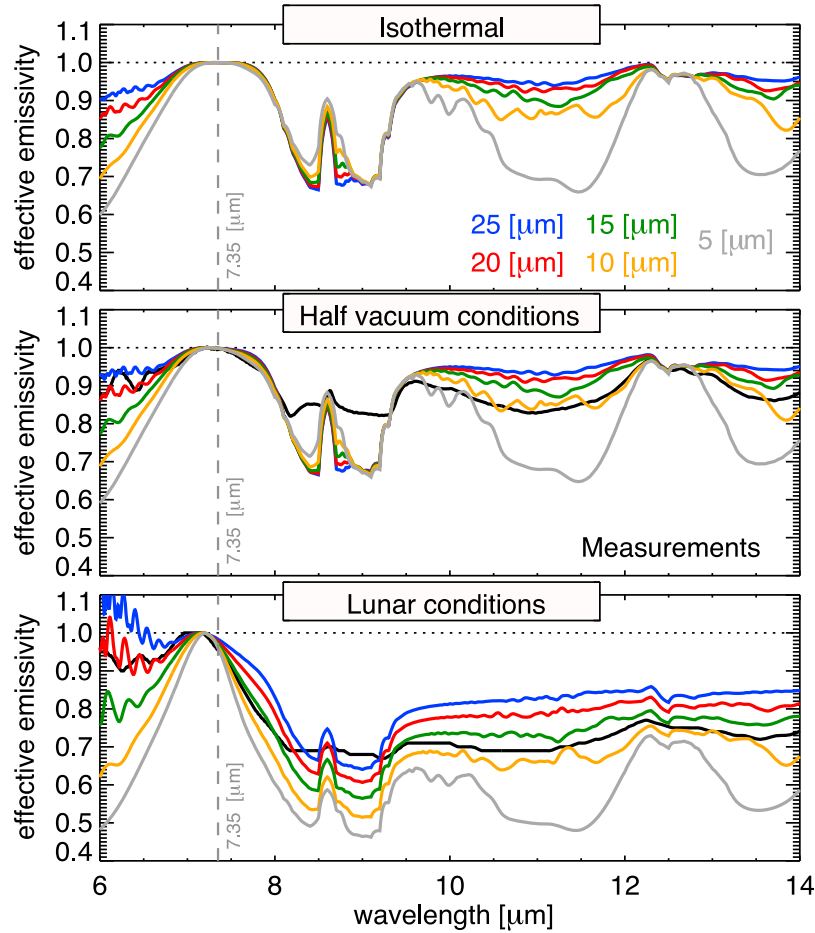 Isothermal
1.1
1.0
0.9
0.8
0.7
0.6
0.5
0.4
effective emissivity
7.35 [μm]
25 [μm] 15 [μm] 5 [μm]
20 [μm] 10 [μm]
Half vacuum conditions
1.1
1.0
0.9
0.8
0.7
0.6
0.5
0.4
effective emissivity
7.35 [μm]
Measurements
Lunar conditions
1.1
1.0
0.9
0.8
0.7
0.6
0.5
0.4
effective emissivity
7.35 [μm]
6 8 10 12 14
wavelength [μm]